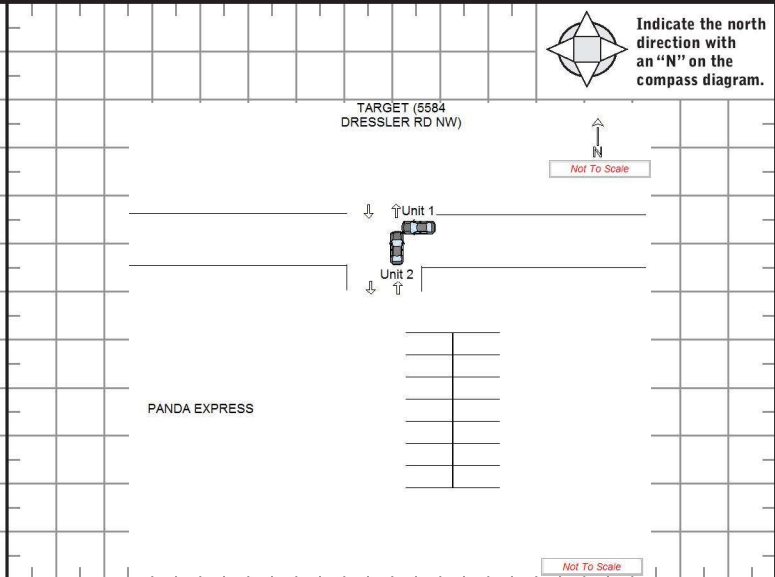 Indicate the north
direction with
an “N” on the
compass diagram.
TARGET (5584
DRESSLER RD NW)
N
Not To Scale
Unit 1
Unit 2
PANDA EXPRESS
Not To Scale